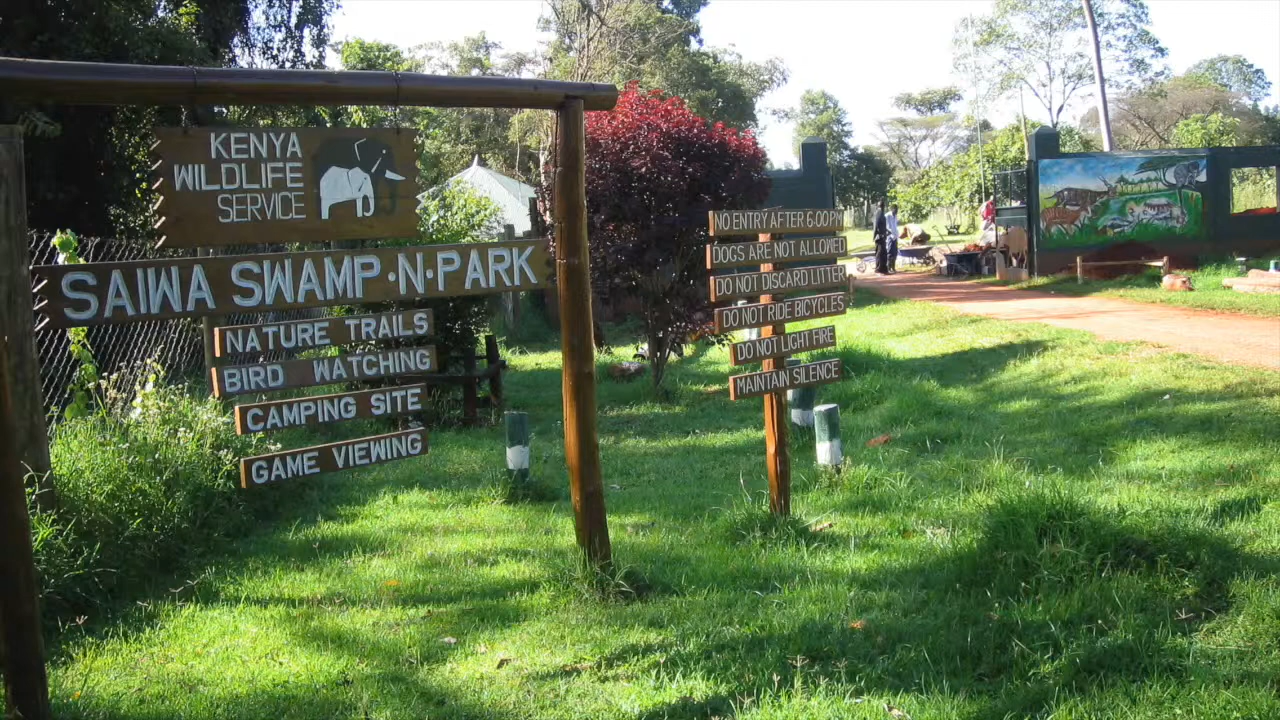 KENYA
WILDLIFE
SERVICE
SAIWA SWAMP·N·PARK
NATURE TRAILS
BIRD WATCHING
CAMPING SITE
GAME VIEWING
NO ENTRY AFTER 6:00PM
DOGS ARE NOT ALLOWED
DO NOT DISCARD LITTER
DO NOT RIDE BICYCLES
DO NOT LIGHT FIRE
MAINTAIN SILENCE